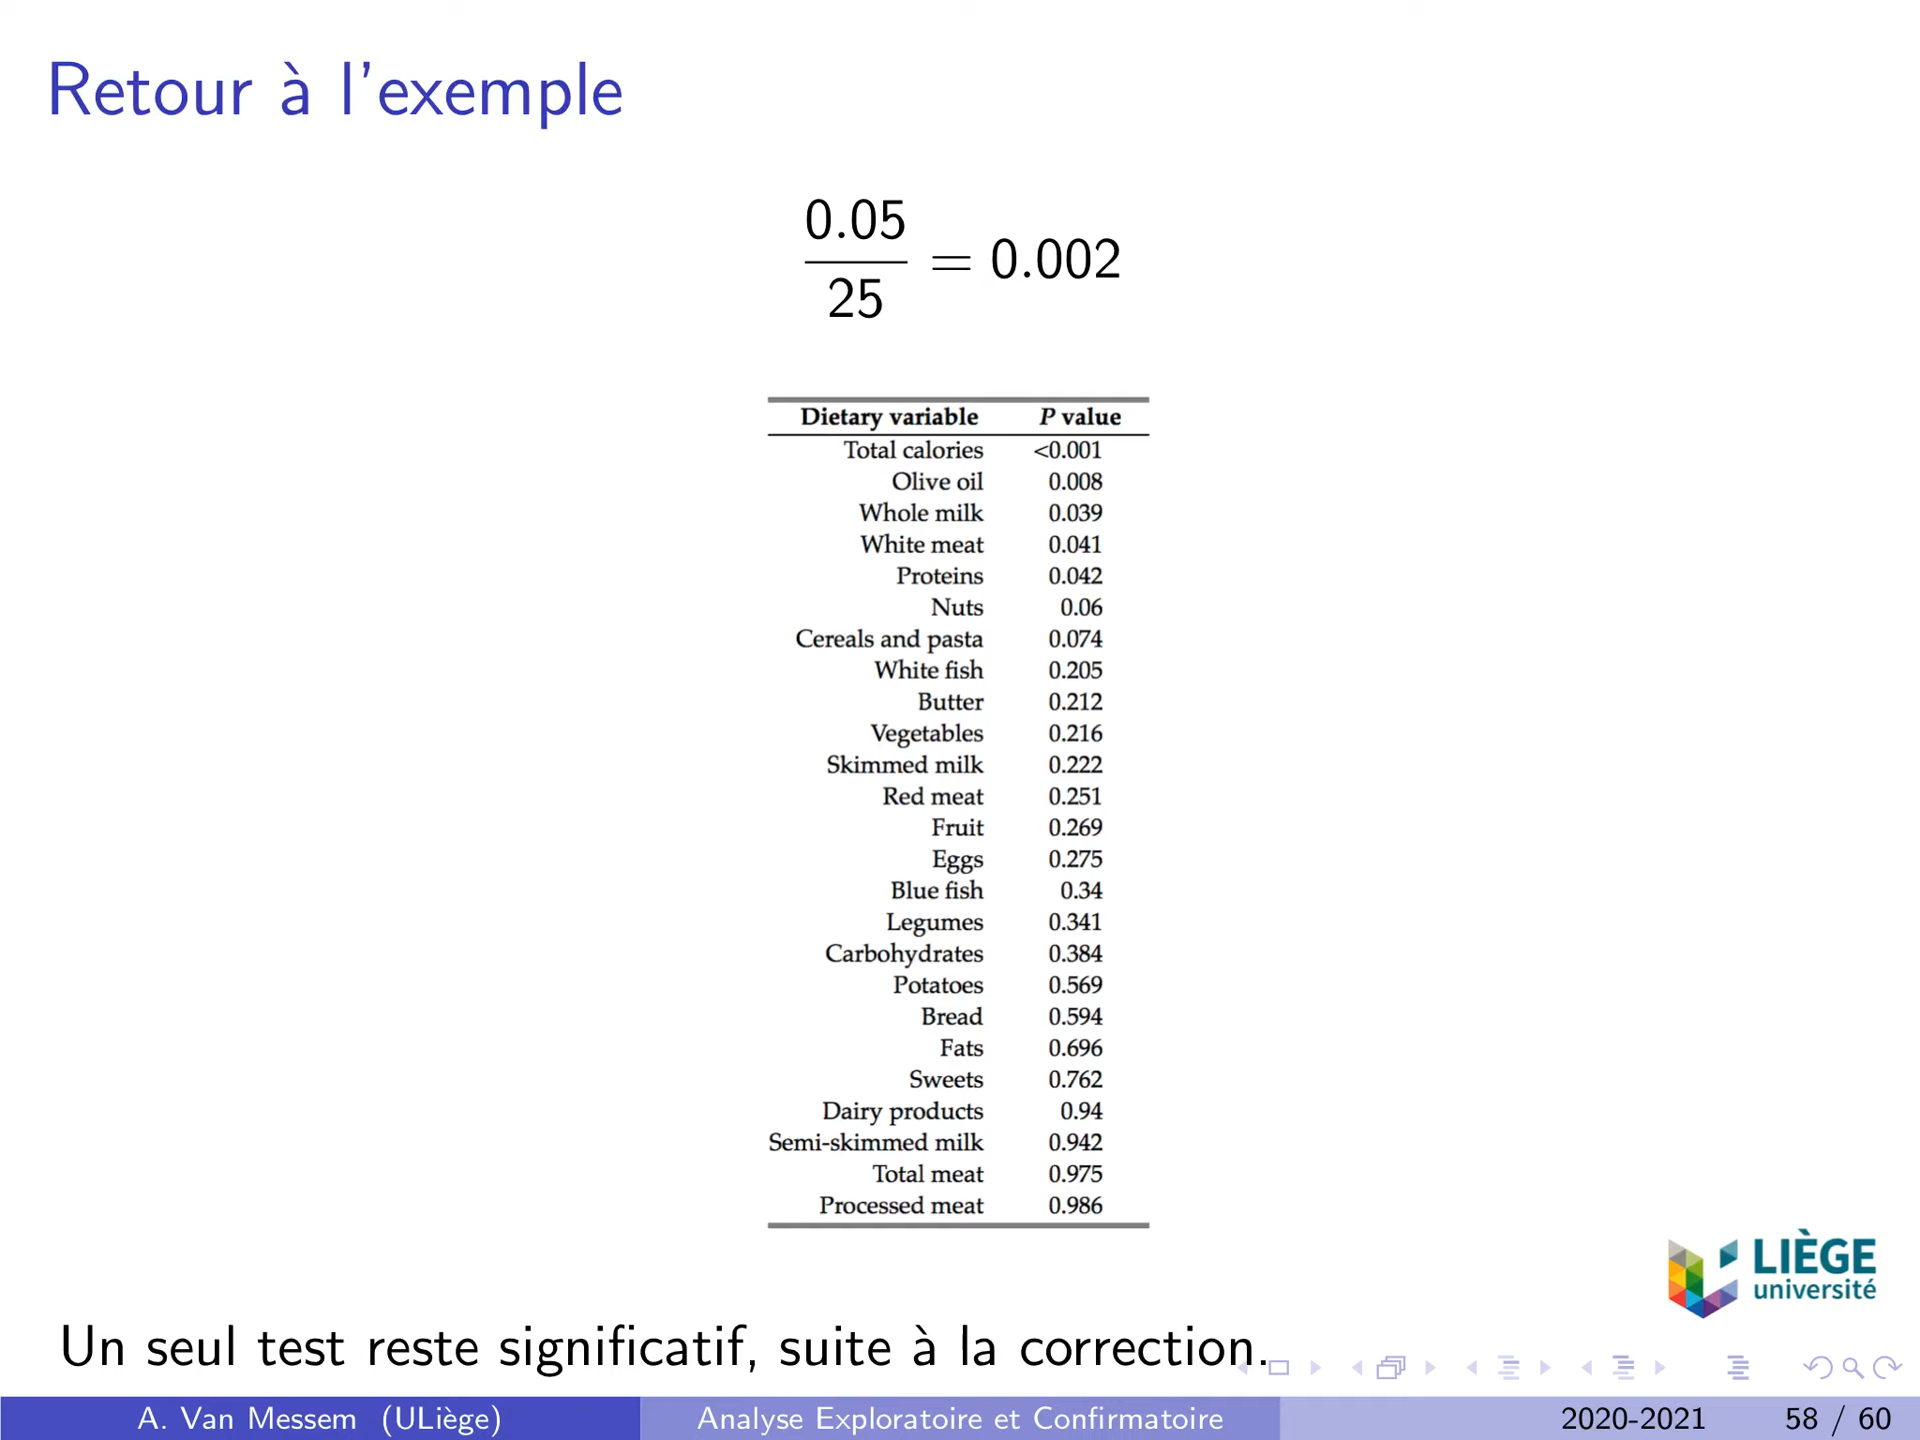 Retour à l'exemple
0.05
25
= 0.002
Dietary variable P value
Total calories <0.001
Olive oil 0.008
Whole milk 0.039
White meat 0.041
Proteins 0.042
Nuts 0.06
Cereals and pasta 0.074
White fish 0.205
Butter 0.212
Vegetables 0.216
Skimmed milk 0.222
Red meat 0.251
Fruit 0.269
Eggs 0.275
Blue fish 0.34
Legumes 0.341
Carbohydrates 0.384
Potatoes 0.569
Bread 0.594
Fats 0.696
Sweets 0.762
Dairy products 0.94
Semi-skimmed milk 0.942
Total meat 0.975
Processed meat 0.986
LIÈGE
université
Un seul test reste significatif, suite à la correction.
A. Van Messem (ULiège) Analyse Exploratoire et Confirmatoire 2020-2021 58 / 60